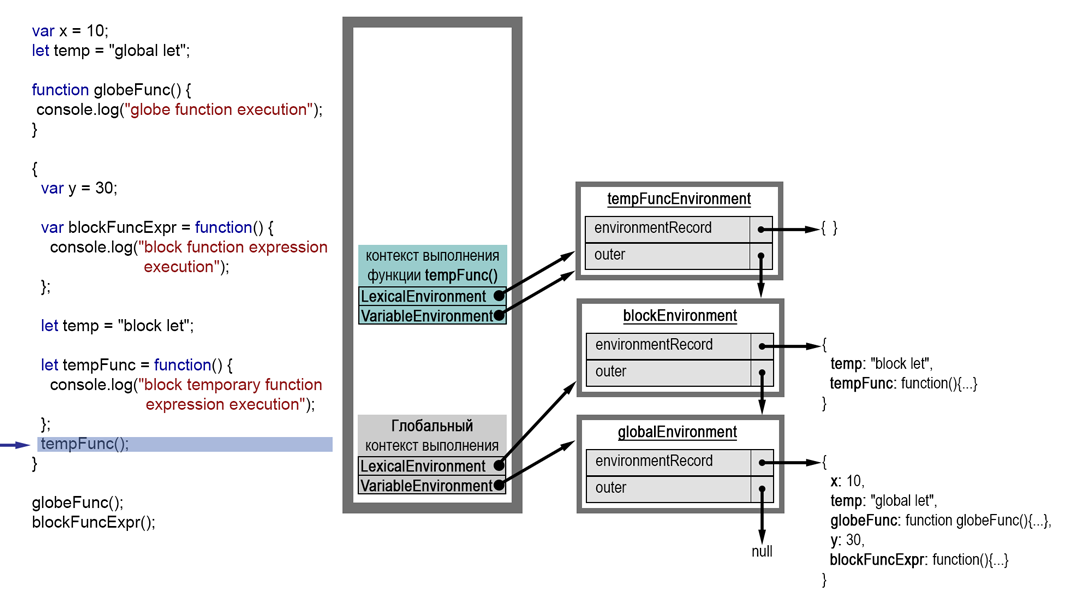 var x = 10;
let temp = "global let";
function globeFunc() {
console.log("globe function execution");
}
{
var y = 30;
var blockFuncExpr = function() {
console.log("block function expression
execution");
};
let temp = "block let";
let tempFunc = function() {
console.log("block temporary function
expression execution");
};
tempFunc();
}
globeFunc();
blockFuncExpr();
контекст выполнения
функции tempFunc()
LexicalEnvironment
VariableEnvironment
Глобальный
контекст выполнения
LexicalEnvironment
VariableEnvironment
tempFuncEnvironment
environmentRecord
{ }
outer
blockEnvironment
environmentRecord
{
outer
temp: "block let",
tempFunc: function(){...}
}
globalEnvironment
environmentRecord
{
outer
x: 10,
temp: "global let",
globeFunc: function globeFunc(){...},
y: 30,
blockFuncExpr: function(){...}
}
null